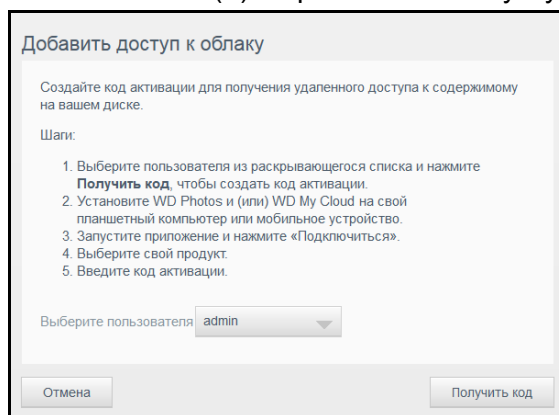 Добавить доступ к облаку
Создайте код активации для получения удаленного доступа к содержимому
на вашем диске.
Шаги:
1. Выберите пользователя из раскрывающегося списка и нажмите
Получить код, чтобы создать код активации.
2. Установите WD Photos и (или) WD My Cloud на свой
планшетный компьютер или мобильное устройство.
3. Запустите приложение и нажмите «Подключиться».
4. Выберите свой продукт.
5. Введите код активации.
Выберите пользователя admin
Отмена Получить код